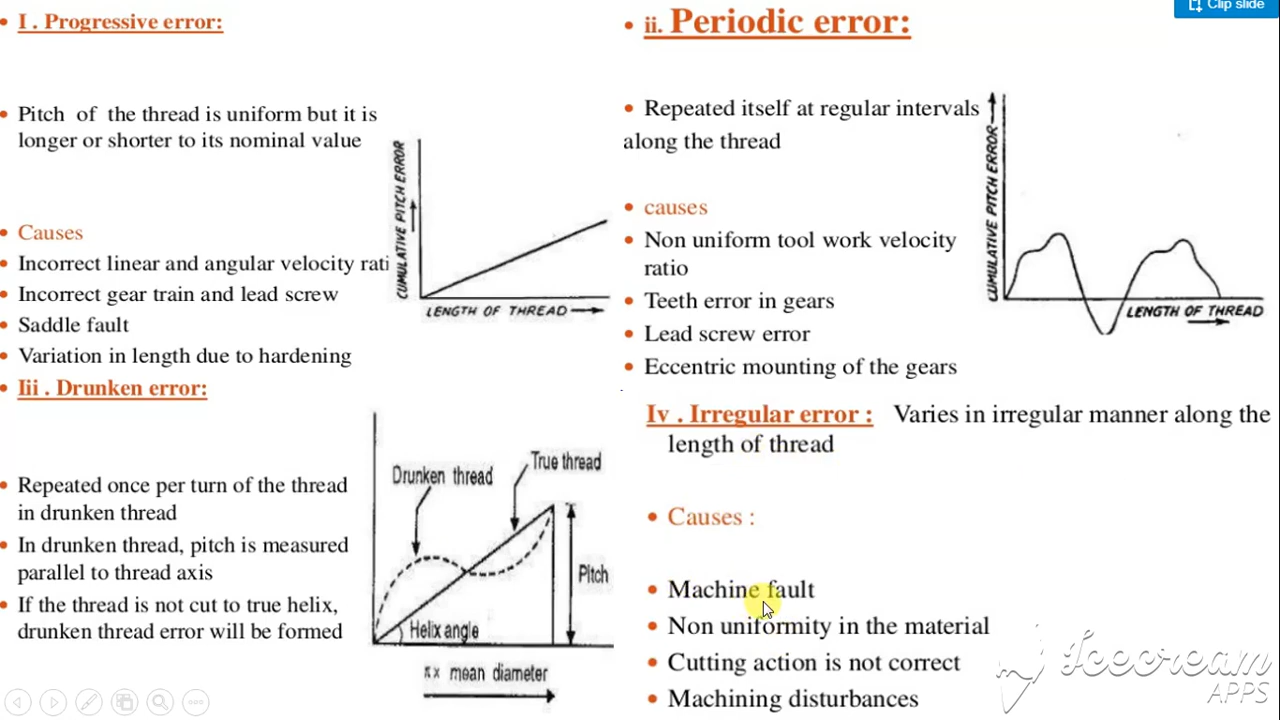 Clip slide
I . Progressive error:
Pitch of the thread is uniform but it is
longer or shorter to its nominal value
Causes
Incorrect linear and angular velocity rati
Incorrect gear train and lead screw
Saddle fault
Variation in length due to hardening
CUMULATIVE PITCH ERROR
LENGTH OF THREAD
ii. Periodic error:
Repeated itself at regular intervals
along the thread
causes
Non uniform tool work velocity
ratio
Teeth error in gears
Lead screw error
Eccentric mounting of the gears
CUMULATIVE PITCH ERROR
LENGTH OF THREAD
Iii . Drunken error:
Repeated once per turn of the thread
in drunken thread
In drunken thread, pitch is measured
parallel to thread axis
If the thread is not cut to true helix,
drunken thread error will be formed
Drunken thread
True thread
Pitch
Helix angle
πx mean diameter
Iv . Irregular error : Varies in irregular manner along the
length of thread
Causes :
Machine fault
Non uniformity in the material
Cutting action is not correct
Machining disturbances
Icecream
APPS